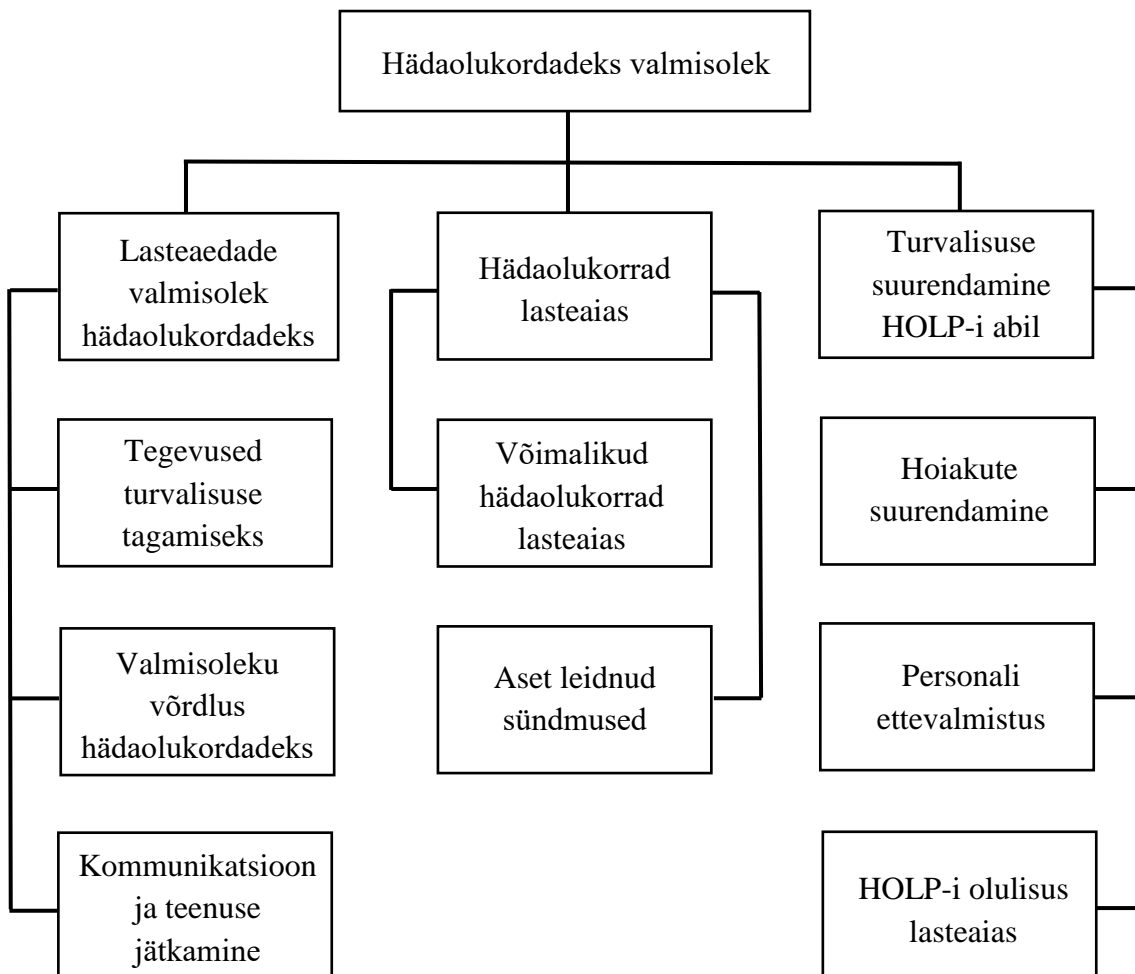 Hädaolukordadeks valmisolek
Lasteaedade
valmisolek
hädaolukordadeks
Hädaolukorrad
lasteaias
Turvalisuse
suurendamine
HOLP-i abil
Tegevused
turvalisuse
tagamiseks
Võimalikud
hädaolukorrad
lasteaias
Hoiakute
suurendamine
Valmisoleku
võrdlus
hädaolukordadeks
Aset leidnud
sündmused
Personali
ettevalmistus
Kommunikatsioon
ja teenuse
jätkamine
HOLP-i olulisus
lasteaias